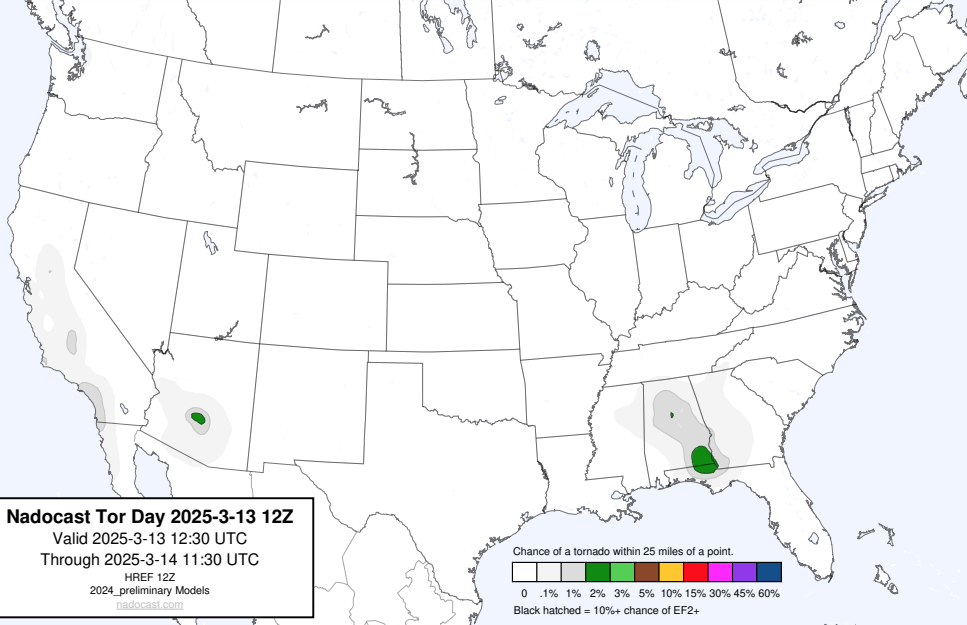 Nadocast Tor Day 2025-3-13 12Z
Valid 2025-3-13 12:30 UTC
Through 2025-3-14 11:30 UTC
HREF 12Z
2024_preliminary Models
nadocast.com
Chance of a tornado within 25 miles of a point.
0 .1% 1% 2% 3% 5% 10% 15% 30% 45% 60%
Black hatched = 10%+ chance of EF2+